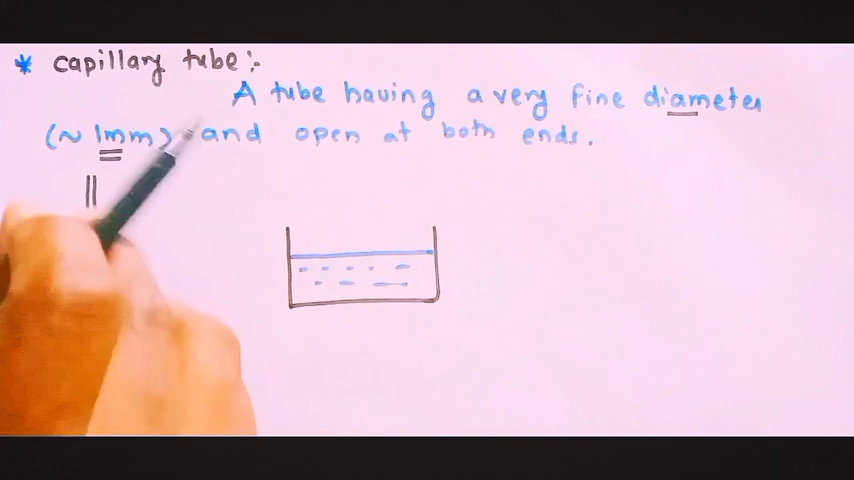 * capillary tube:-
A tube having a very fine diameter
(~ 1mm) and open at both ends.